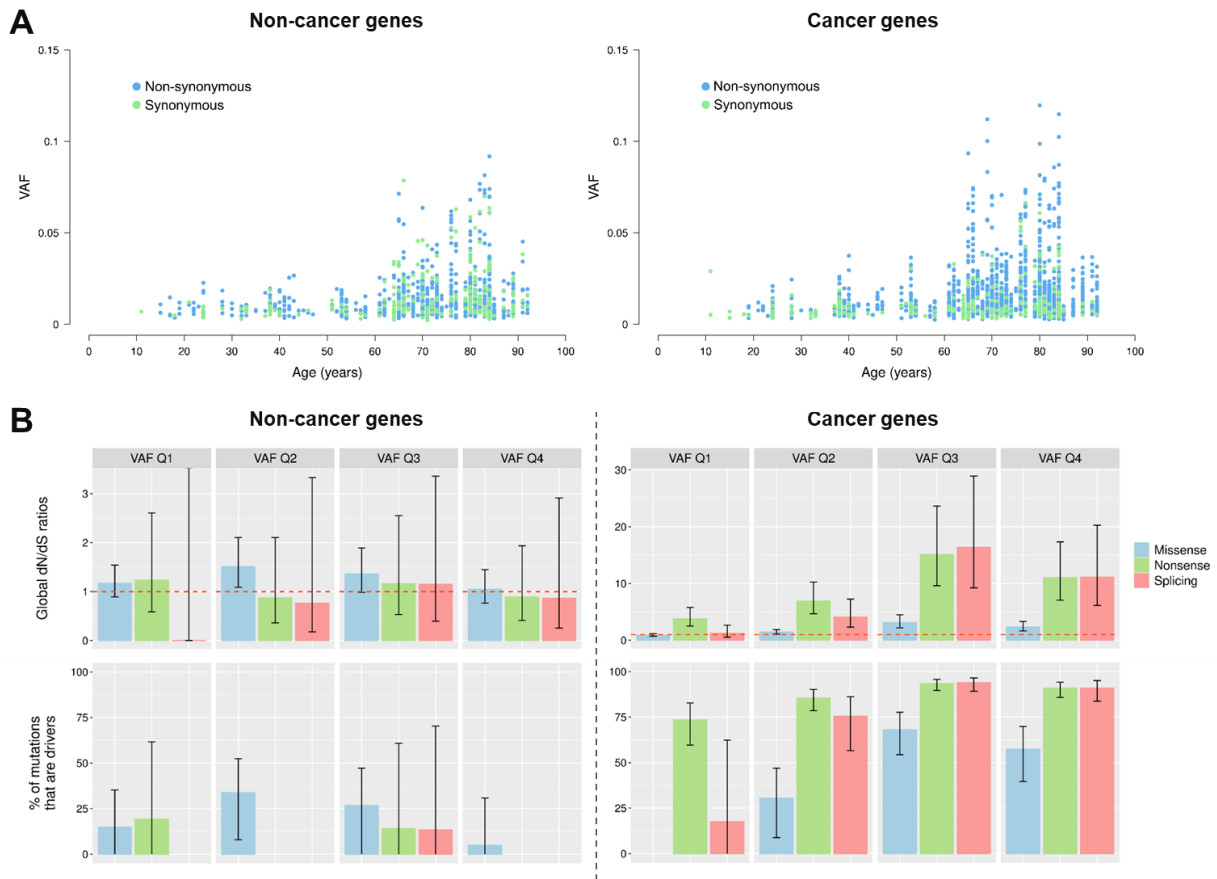 A
Non-cancer genes
Cancer genes
0.15
0.1
0.05
0
VAF
Non-synonymous
Synonymous
0 10 20 30 40 50 60 70 80 90 100
Age (years)
0.15
0.1
0.05
0
VAF
Non-synonymous
Synonymous
0 10 20 30 40 50 60 70 80 90 100
Age (years)
B
Non-cancer genes
Cancer genes
VAF Q1 VAF Q2 VAF Q3 VAF Q4
3
2
1
0
Global dN/dS ratios
100
75
50
25
0
% of mutations
that are drivers
VAF Q1 VAF Q2 VAF Q3 VAF Q4
30
20
10
0
100
75
50
25
0
Missense
Nonsense
Splicing